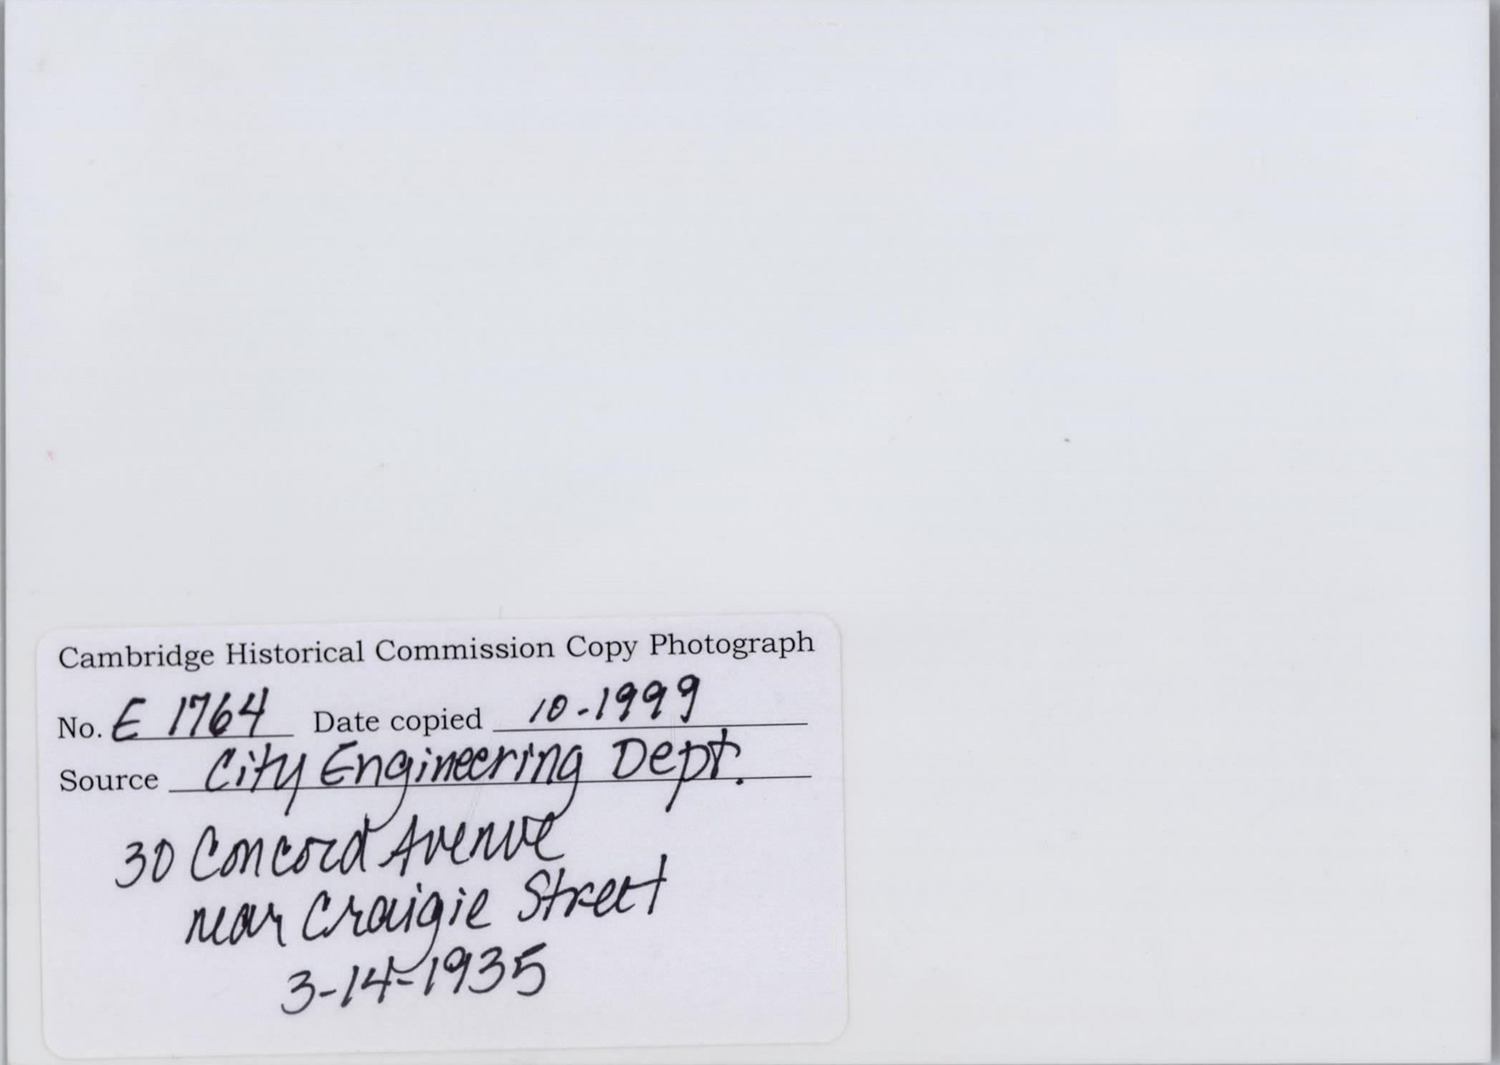 Cambridge Historical Commission Copy Photograph
No. E 1764 Date copied 10-1999
Source City Engineering Dept.
30 Concord Avenue
near Craigie Street
3-14-1935